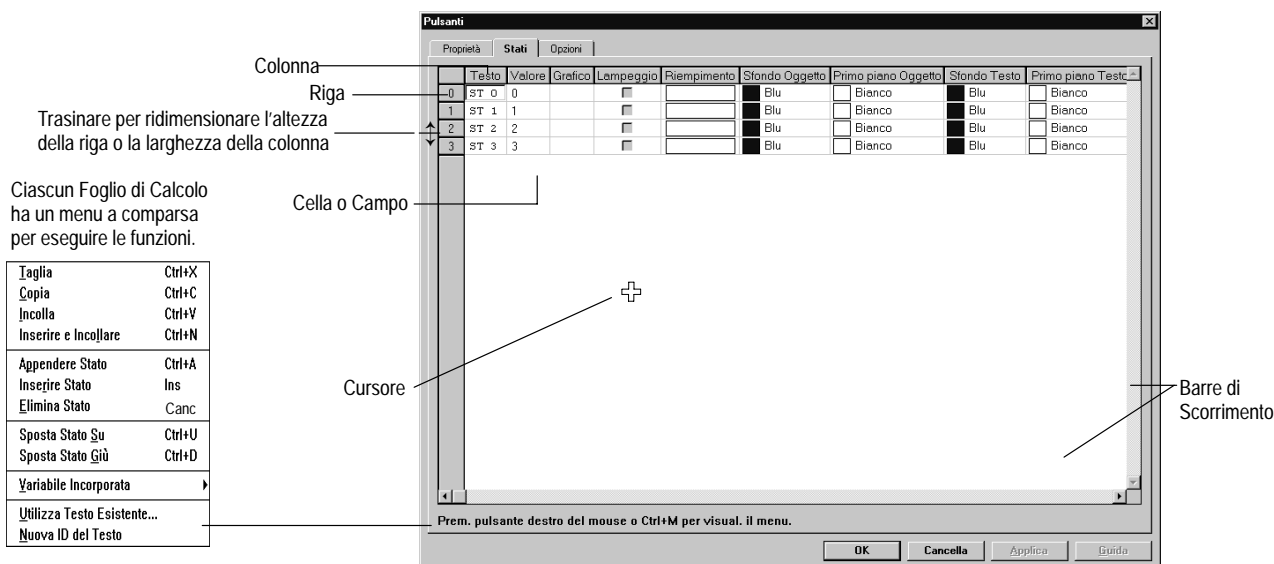 Pulsanti
Proprietà Stati Opzioni
Testo Valore Grafico Lampeggio Riempimento Sfondo Oggetto Primo piano Oggetto Sfondo Testo Primo piano Testo
0 ST 0 0 Blu Bianco Blu Bianco
1 ST 1 1 Blu Bianco Blu Bianco
2 ST 2 2 Blu Bianco Blu Bianco
3 ST 3 3 Blu Bianco Blu Bianco
Colonna
Riga
Trasinare per ridimensionare l'altezza
della riga o la larghezza della colonna
Ciascun Foglio di Calcolo
ha un menu a comparsa
per eseguire le funzioni.
Cella o Campo
Taglia Ctrl+X
Copia Ctrl+C
Incolla Ctrl+V
Inserire e Incollare Ctrl+N
Appendere Stato Ctrl+A
Inserire Stato Ins
Elimina Stato Canc
Sposta Stato Su Ctrl+U
Sposta Stato Giù Ctrl+D
Variabile Incorporata
Utilizza Testo Esistente...
Nuova ID del Testo
Cursore
Barre di
Scorrimento
Prem. pulsante destro del mouse o Ctrl+M per visual. il menu.
OK Cancella Applica Guida